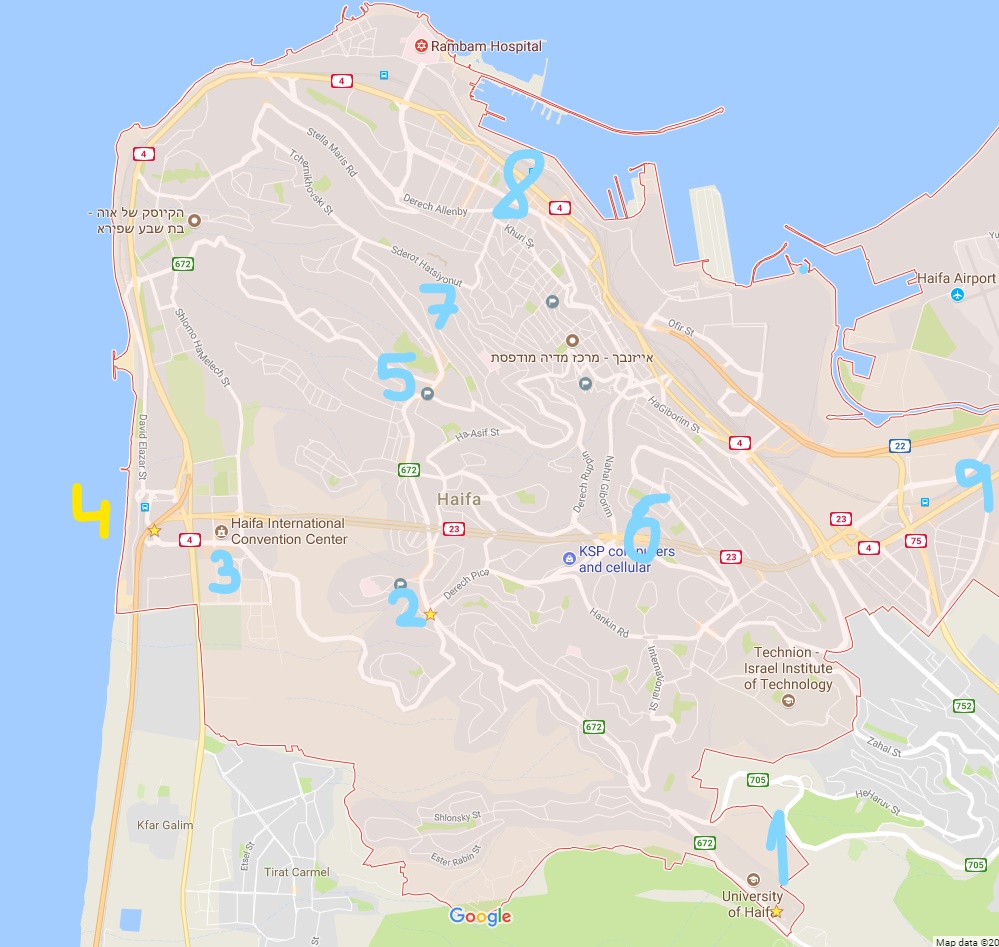 Rambam Hospital
4
4
Stella Maris Rd
Tchernikhovski St
8
Derech Allenby
4
הקיוסק של אוה -
בת שבע שפירא
Khuri St
672
Sderot Hatsiyonut
Haifa Airport
7
Shlomo HaMelech St
Ofir St
אייזנבך - מרכז מדיה מודפסת
5
HaGiborim St
David Elazar St
Ha-Asif St
4
22
672
Derech Rupin
Nahal Giborim
Haifa
9
4
6
23
Haifa International
Convention Center
4
23
23
4
75
KSP computers
and cellular
3
2
Derech Pica
Hankin Rd
International St
Technion -
Israel Institute
of Technology
752
672
Zahal St
705
HeHaruv St
Kfar Galim
Etsel St
Shlonsky St
Ester Rabin St
672
1
705
Tirat Carmel
University
of Haifa
Google
Map data ©20